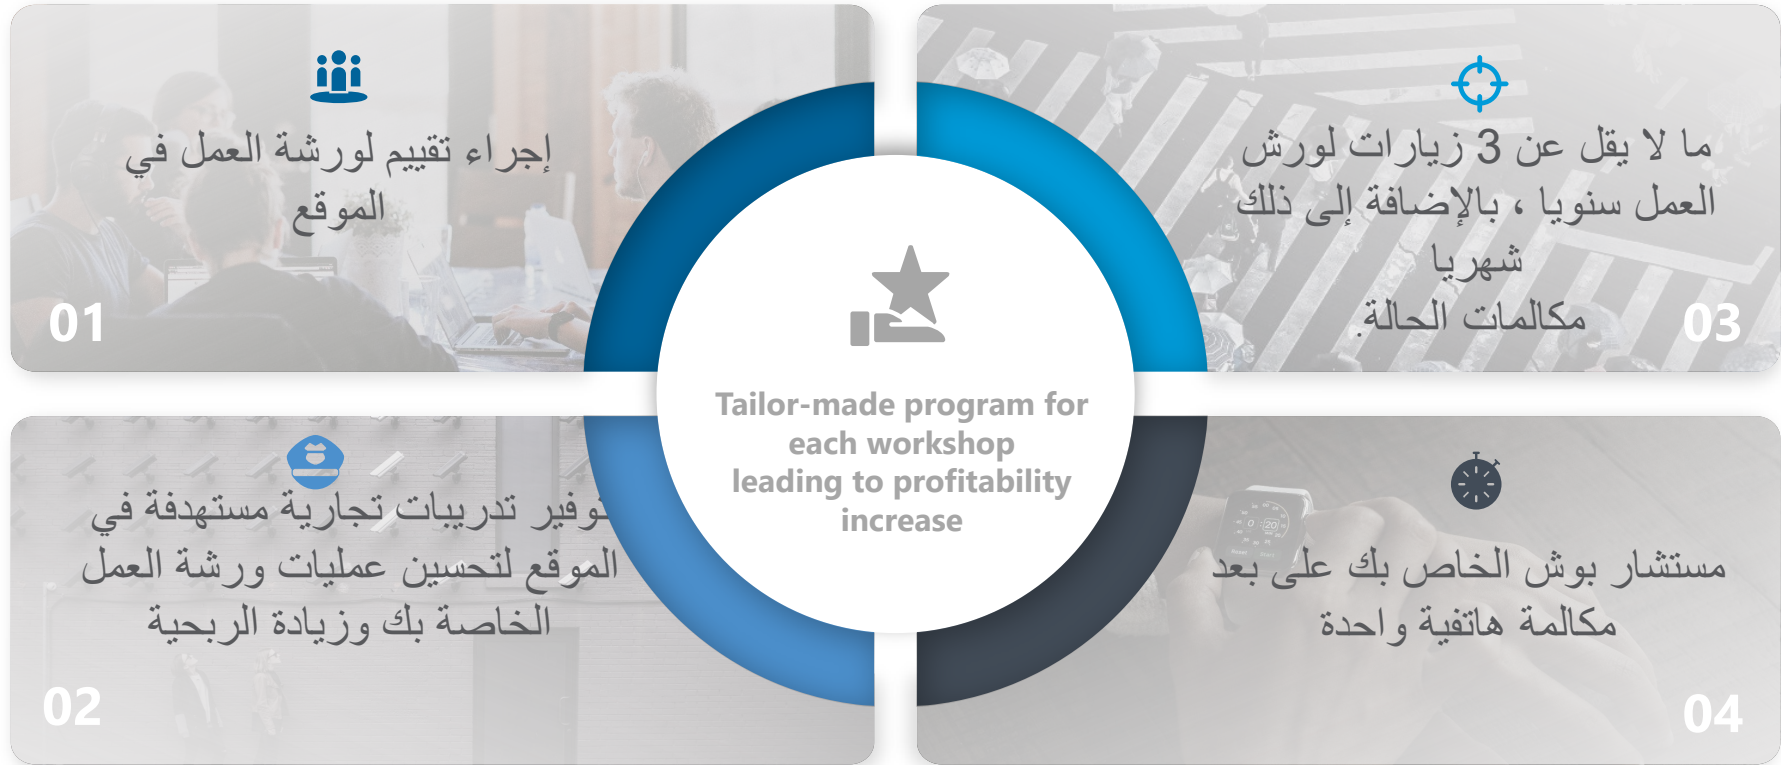 إجراء تقييم لورشة العمل في
الموقع
01
توفير تدريبات تجارية مستهدفة في
الموقع لتحسين عمليات ورشة العمل
الخاصة بك وزيادة الربحية
02
Tailor-made program for
each workshop
leading to profitability
increase
ما لا يقل عن 3 زيارات لورش
العمل سنويا ، بالإضافة إلى ذلك
شهريا
مكالمات الحالة.
03
مستشار بوش الخاص بك على بعد
مكالمة هاتفية واحدة
04